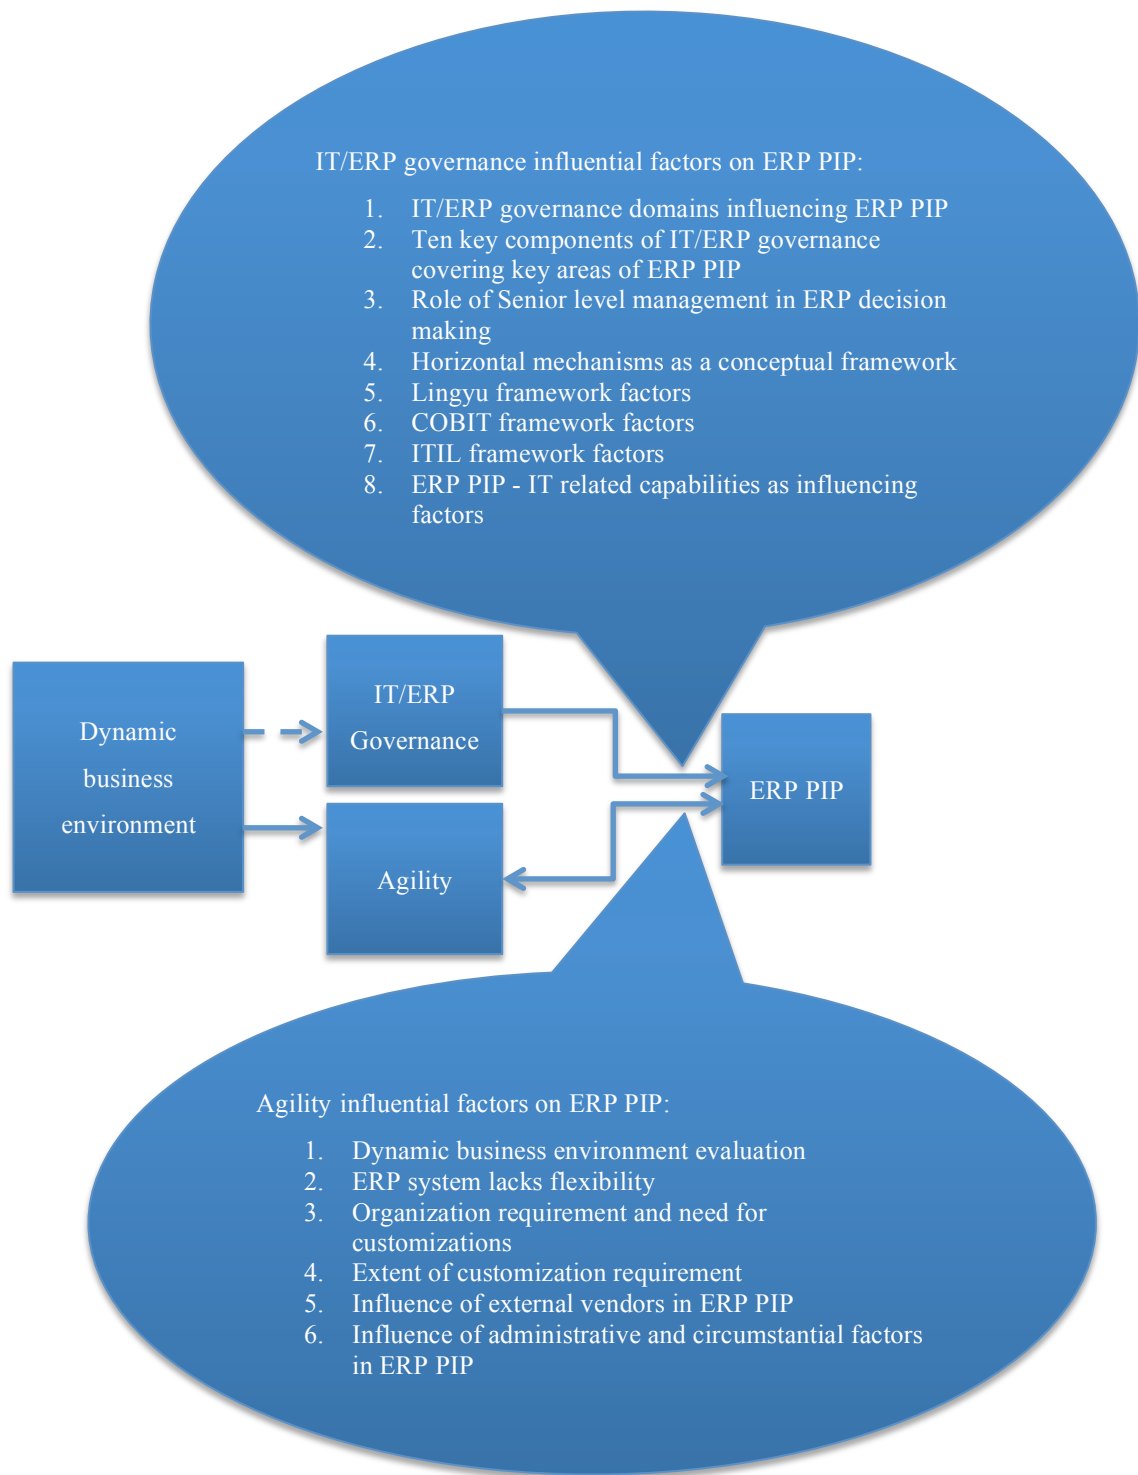 IT/ERP governance influential factors on ERP PIP:
1. IT/ERP governance domains influencing ERP PIP
2. Ten key components of IT/ERP governance
covering key areas of ERP PIP
3. Role of Senior level management in ERP decision
making
4. Horizontal mechanisms as a conceptual framework
5. Lingyu framework factors
6. COBIT framework factors
7. ITIL framework factors
8. ERP PIP - IT related capabilities as influencing
factors
Dynamic
business
environment
IT/ERP
Governance
Agility
ERP PIP
Agility influential factors on ERP PIP:
1. Dynamic business environment evaluation
2. ERP system lacks flexibility
3. Organization requirement and need for
customizations
4. Extent of customization requirement
5. Influence of external vendors in ERP PIP
6. Influence of administrative and circumstantial factors
in ERP PIP